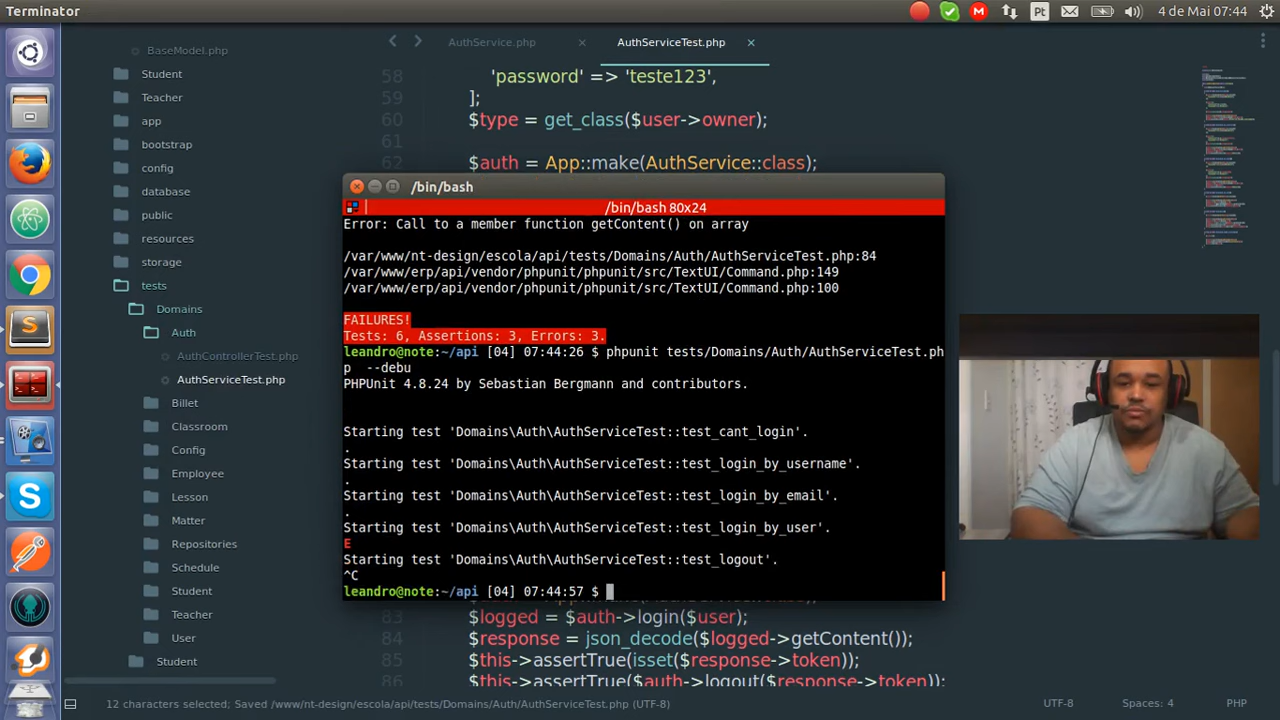 Terminator
Pt
4 de Mai 07:44
BaseModel.php
Student
Teacher
app
bootstrap
config
database
public
resources
storage
tests
Domains
Auth
AuthControllerTest.php
AuthServiceTest.php
Billet
Classroom
Config
Employee
Lesson
Matter
Repositories
Schedule
Student
Teacher
User
Student
AuthService.php
AuthServiceTest.php
58 'password' => 'teste123',
59 ];
60 $type = get_class($user->owner);
61
62 $auth = App::make(AuthService::class);
/bin/bash
/bin/bash 80x24
Error: Call to a member function getContent() on array
/var/www/nt-design/escola/api/tests/Domains/Auth/AuthServiceTest.php:84
/var/www/erp/api/vendor/phpunit/phpunit/src/TextUI/Command.php:149
/var/www/erp/api/vendor/phpunit/phpunit/src/TextUI/Command.php:100
FAILURES!
Tests: 6, Assertions: 3, Errors: 3.
leandro@note:~/api [04] 07:44:26 $ phpunit tests/Domains/Auth/AuthServiceTest.ph
p --debu
PHPUnit 4.8.24 by Sebastian Bergmann and contributors.
Starting test 'Domains\Auth\AuthServiceTest::test_cant_login'.
.
Starting test 'Domains\Auth\AuthServiceTest::test_login_by_username'.
.
Starting test 'Domains\Auth\AuthServiceTest::test_login_by_email'.
.
Starting test 'Domains\Auth\AuthServiceTest::test_login_by_user'.
E
Starting test 'Domains\Auth\AuthServiceTest::test_logout'.
^C
leandro@note:~/api [04] 07:44:57 $
83 $logged = $auth->login($user);
84 $response = json_decode($logged->getContent());
85 $this->assertTrue(isset($response->token));
86 $this->assertTrue($auth->logout($response->token));
12 characters selected; Saved /www/nt-design/escola/api/tests/Domains/Auth/AuthServiceTest.php (UTF-8)
UTF-8
Spaces: 4
PHP